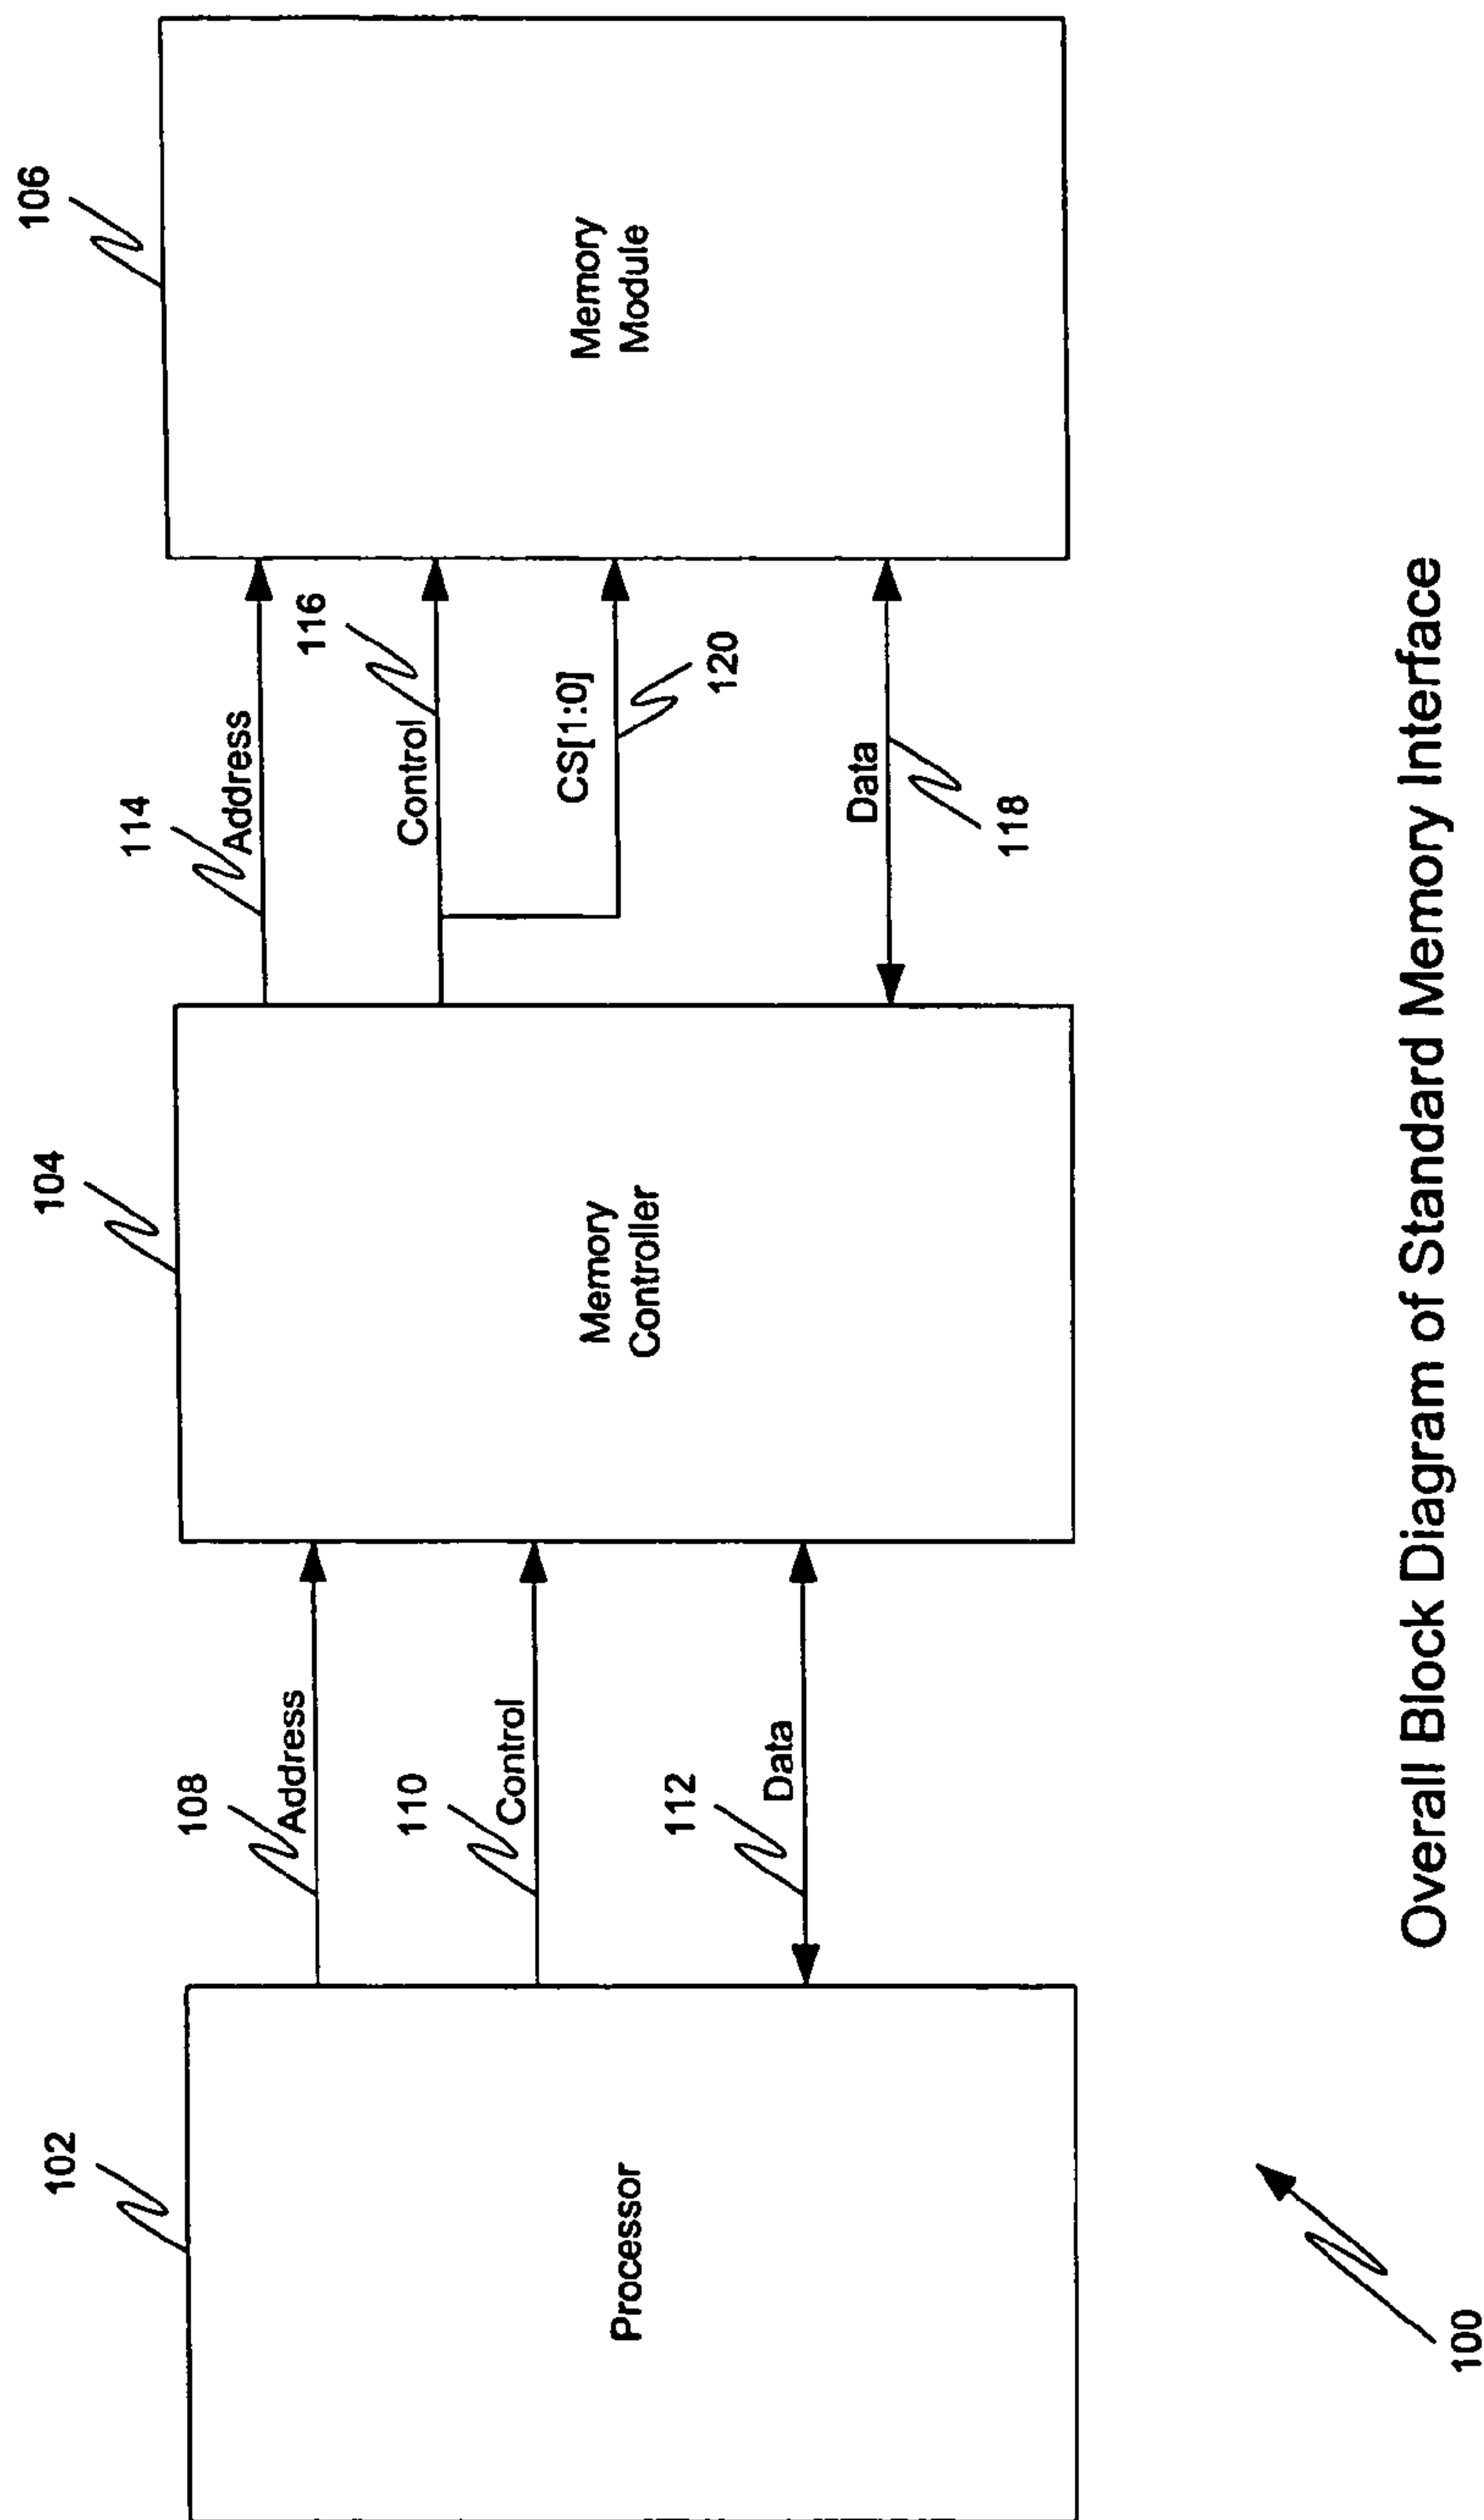 102
Processor
108
Address
110
Control
112
Data
104
Memory
Controller
114
Address
116
Control
CS[1:0]
120
Data
118
106
Memory
Module
100
Overall Block Diagram of Standard Memory Interface